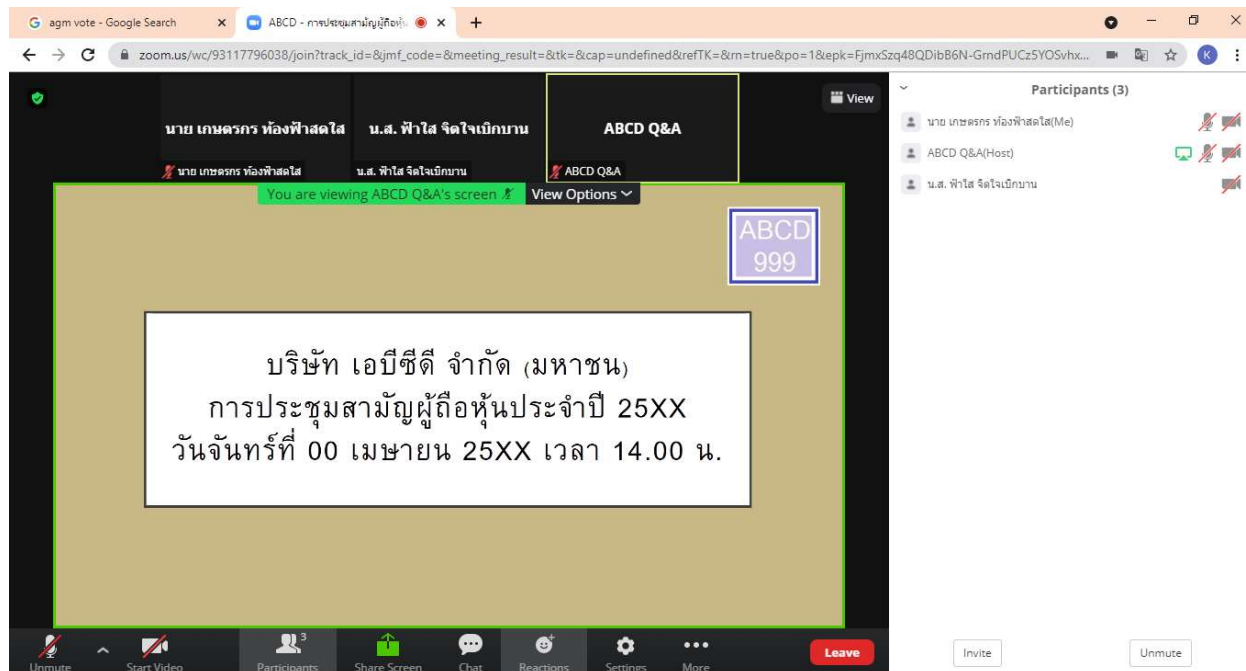 agm vote - Google Search
ABCD - การประชุมสามัญผู้ถือหุ้น
zoom.us/wc/93117796038/join?track_id=&jmf_code=&meeting_result=&tk=&cap=undefined&refTK=&rn=true&po=1&epk=FjmxSzq48QDibB6N-GrndPUCz5YOSvhx...
K
View
นาย เกษตรกร ท้องฟ้าสดใส
น.ส. ฟ้าใส จิตใจเบิกบาน
ABCD Q&A
นาย เกษตรกร ท้องฟ้าสดใส
น.ส. ฟ้าใส จิตใจเบิกบาน
ABCD Q&A
You are viewing ABCD Q&A's screen
View Options
ABCD
999
บริษัท เอบีซีดี จำกัด (มหาชน)
การประชุมสามัญผู้ถือหุ้นประจำปี 25XX
วันจันทร์ที่ 00 เมษายน 25XX เวลา 14.00 น.
Participants (3)
นาย เกษตรกร ท้องฟ้าสดใส(Me)
ABCD Q&A(Host)
น.ส. ฟ้าใส จิตใจเบิกบาน
Unmute
Start Video
Participants
3
Share Screen
Chat
Reactions
Settings
More
Leave
Invite
Unmute